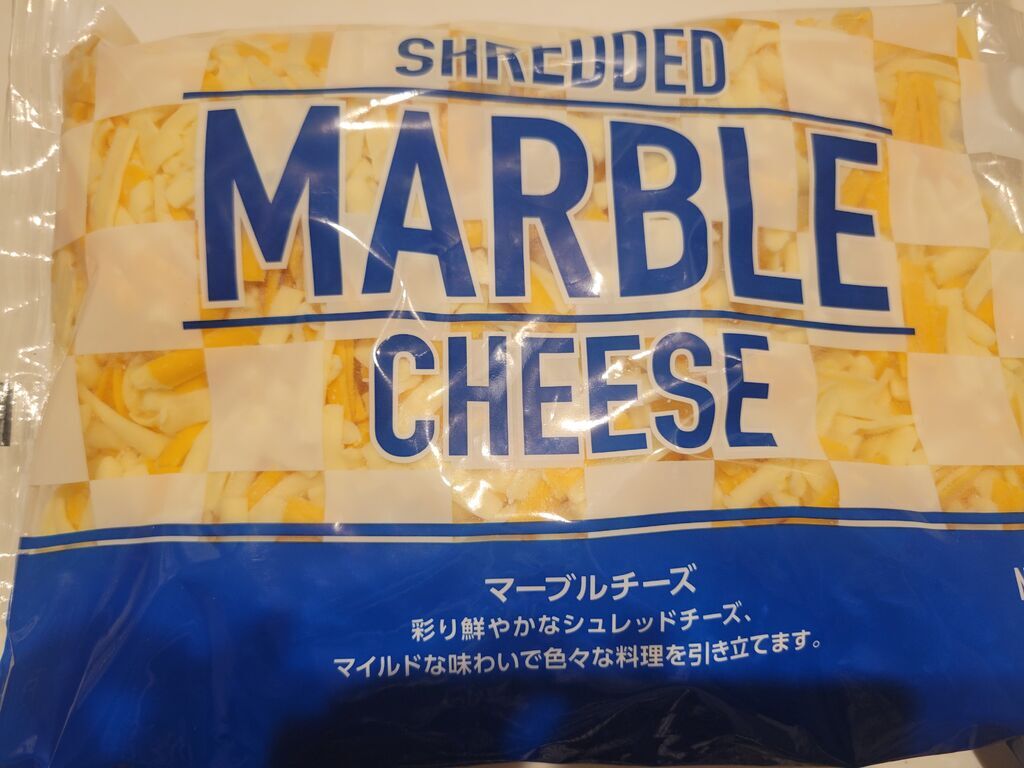 SHREDDED
MARBLE
CHEESE
マーブルチーズ
彩り鮮やかなシュレッドチーズ、
マイルドな味わいで色々な料理を引き立てます。